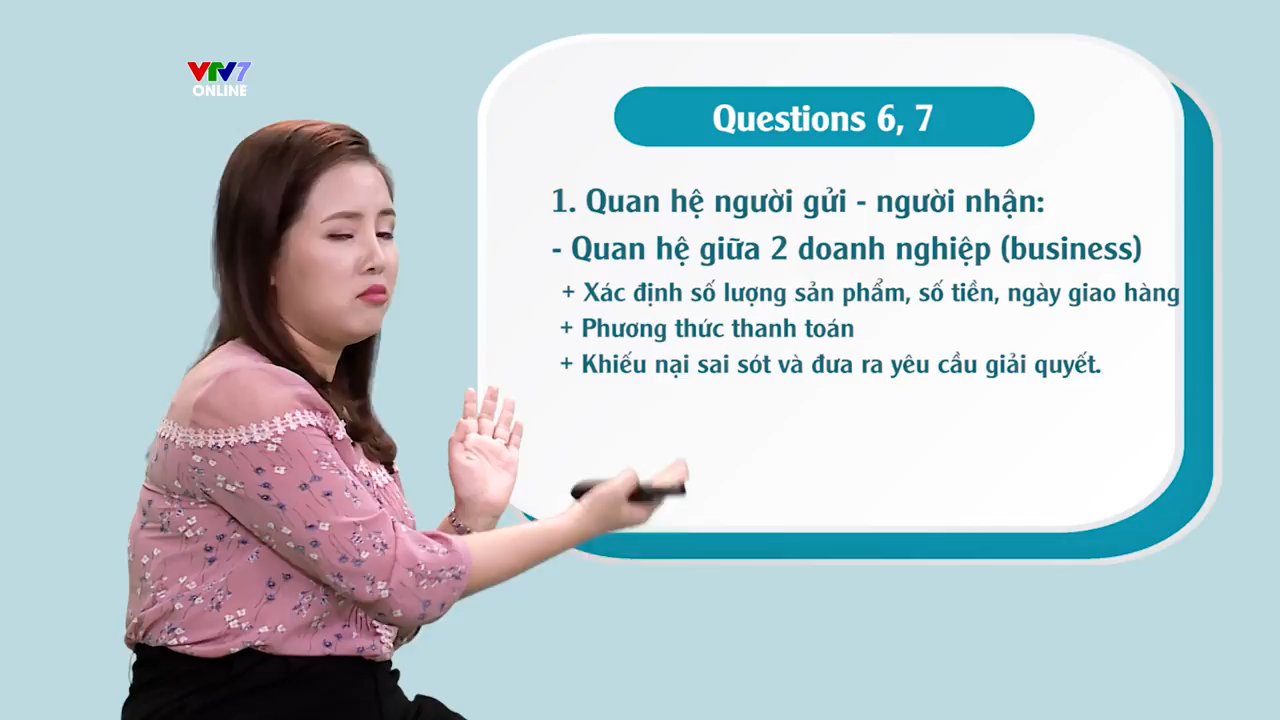 VTV7
ONLINE
Questions 6, 7
1. Quan hệ người gửi - người nhận:
- Quan hệ giữa 2 doanh nghiệp (business)
+ Xác định số lượng sản phẩm, số tiền, ngày giao hàng
+ Phương thức thanh toán
+ Khiếu nại sai sót và đưa ra yêu cầu giải quyết.